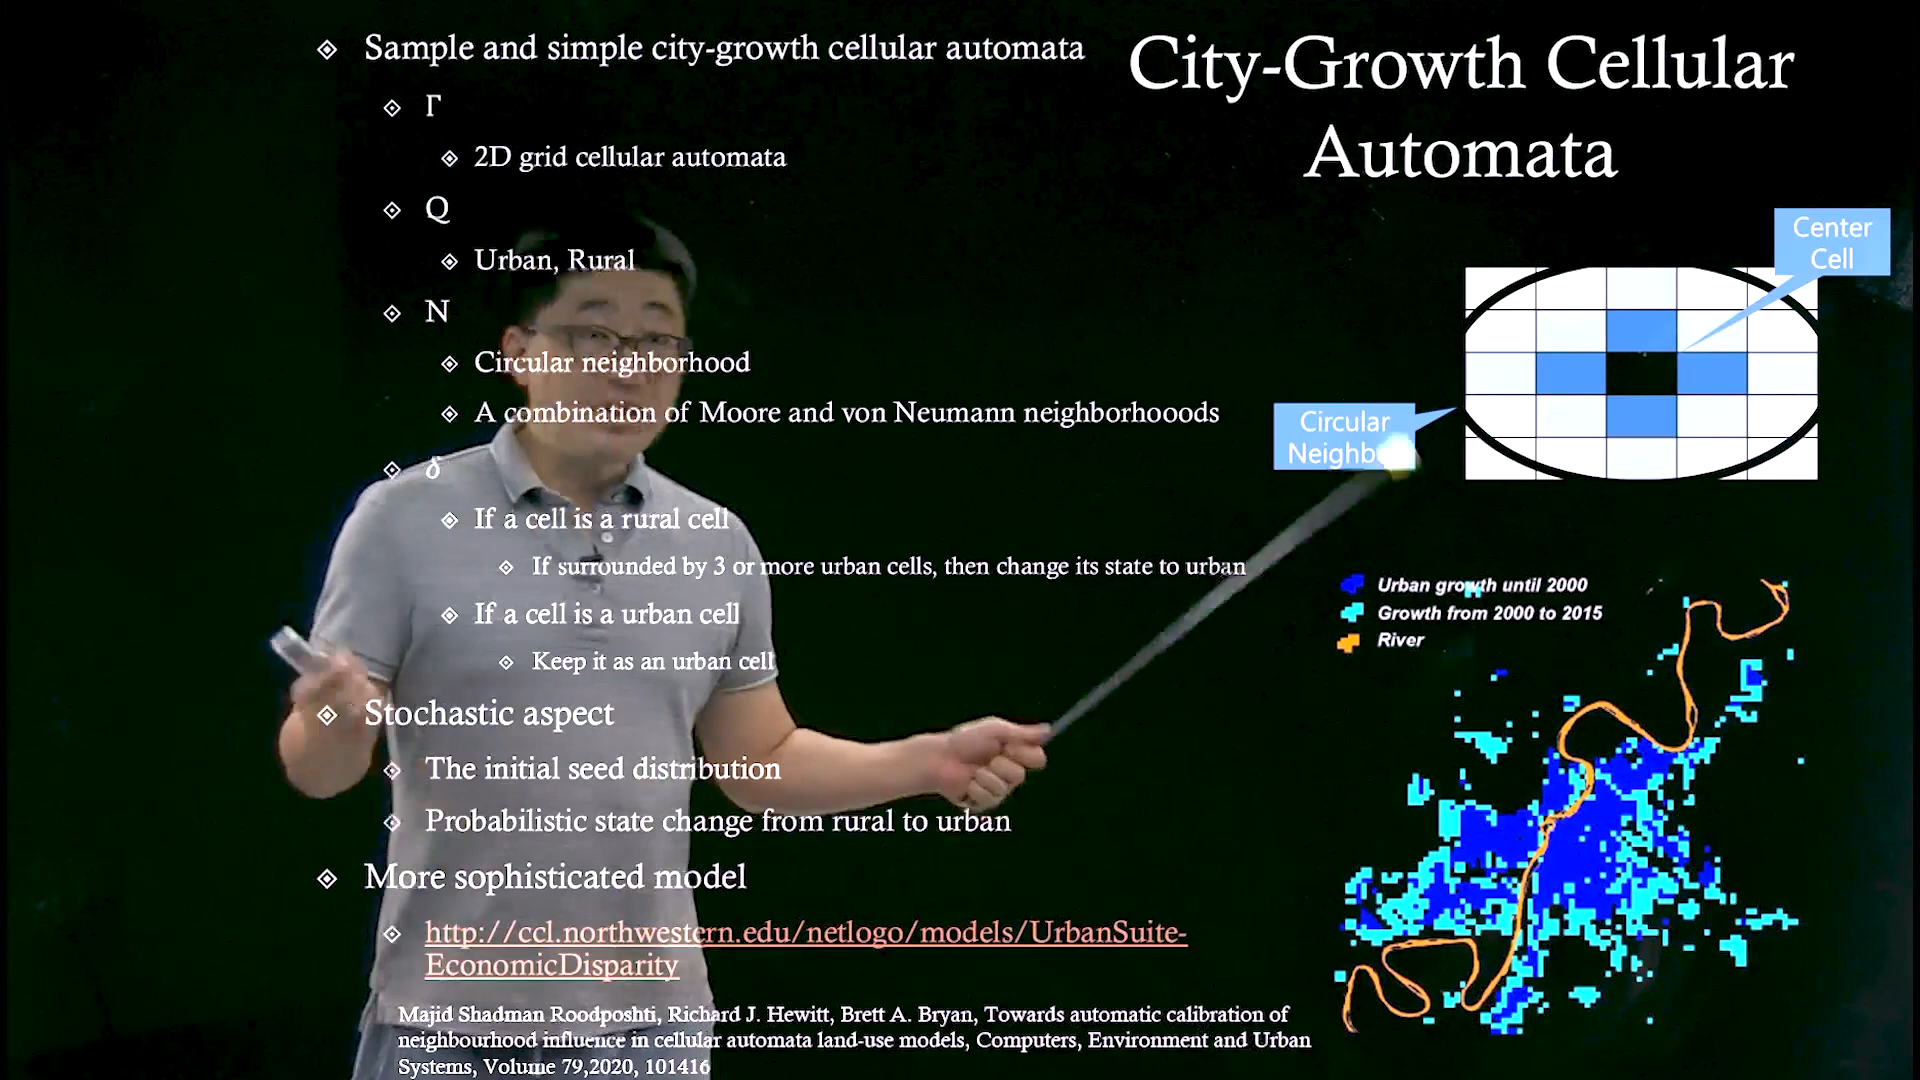 City-Growth Cellular
Automata
Sample and simple city-growth cellular automata
Γ
2D grid cellular automata
Q
Urban, Rural
N
Circular neighborhood
A combination of Moore and von Neumann neighborhooods
δ
If a cell is a rural cell
If surrounded by 3 or more urban cells, then change its state to urban
If a cell is a urban cell
Keep it as an urban cell
Stochastic aspect
The initial seed distribution
Probabilistic state change from rural to urban
More sophisticated model
http://ccl.northwestern.edu/netlogo/models/UrbanSuite-
EconomicDisparity
Majid Shadman Roodposhti, Richard J. Hewitt, Brett A. Bryan, Towards automatic calibration of
neighbourhood influence in cellular automata land-use models, Computers, Environment and Urban
Systems, Volume 79,2020, 101416
Center
Cell
Circular
Urban growth until 2000
Growth from 2000 to 2015
River